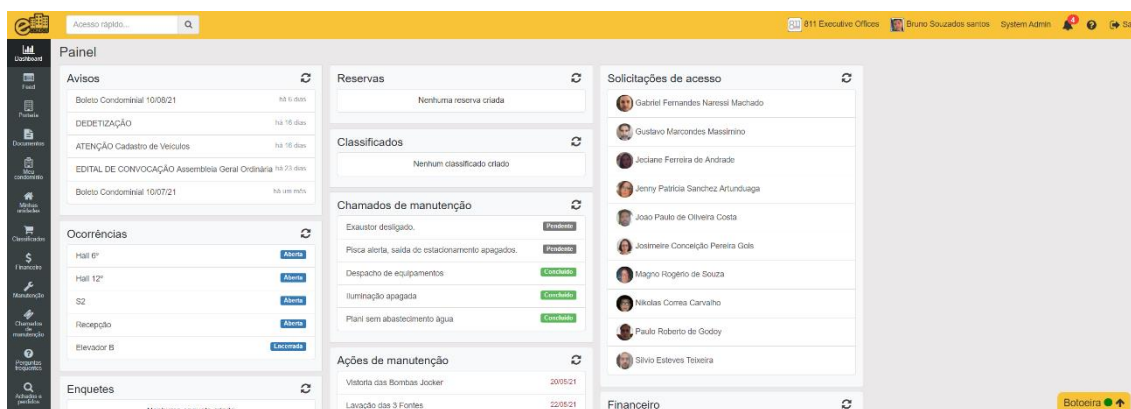 Acesso rápido...
811 Executive Offices
Bruno Souzados santos
System Admin
4
Sa
Dashboard
Feed
Portaria
Documentos
Meu condomínio
Minhas unidades
Classificados
Financeiro
Manutenção
Chamados de manutenção
Perguntas frequentes
Achados e perdidos
Painel
Avisos
Boleto Condominial 10/08/21 há 6 dias
DEDETIZAÇÃO há 16 dias
ATENÇÃO Cadastro de Veiculos há 16 dias
EDITAL DE CONVOCAÇÃO Assembleia Geral Ordinária há 23 dias
Boleto Condominial 10/07/21 há um mês
Ocorrências
Hall 6º Aberta
Hall 12º Aberta
S2 Aberta
Recepção Aberta
Elevador B Encerrada
Enquetes
Reservas
Nenhuma reserva criada
Classificados
Nenhum classificado criado
Chamados de manutenção
Exaustor desligado. Pendente
Pisca alerta, saída de estacionamento apagados. Pendente
Despacho de equipamentos Concluído
Iluminação apagada Concluído
Plani sem abastecimento água Concluído
Ações de manutenção
Vistoria das Bombas Jocker 20/05/21
Lavação das 3 Fontes 22/05/21
Solicitações de acesso
Gabriel Fernandes Naressi Machado
Gustavo Marcondes Massimino
Jeciane Ferreira de Andrade
Jenny Patricia Sanchez Artunduaga
Joao Paulo de Oliveira Costa
Josimeire Conceição Pereira Gois
Magno Rogério de Souza
Nikolas Correa Carvalho
Paulo Roberto de Godoy
Silvio Esteves Teixeira
Financeiro
Botoeira